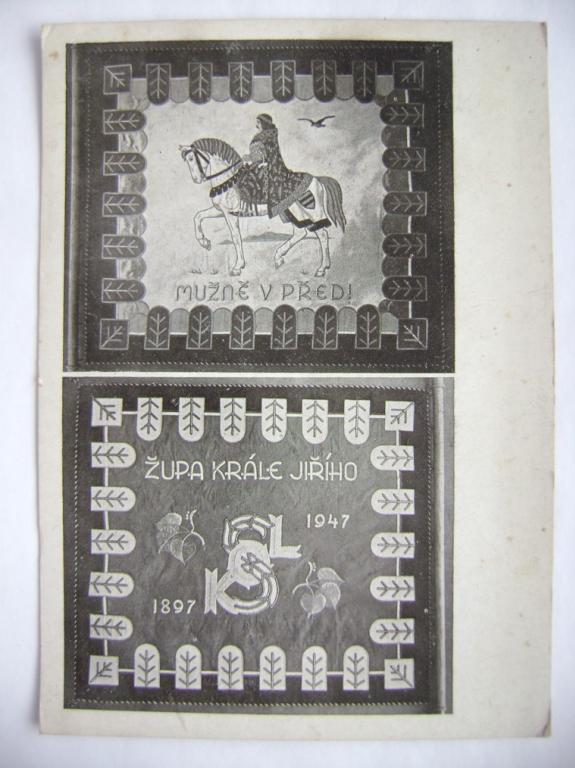 MUŽNĚ V PŘED!
ŽUPA KRÁLE JIŘÍHO
1947
1897